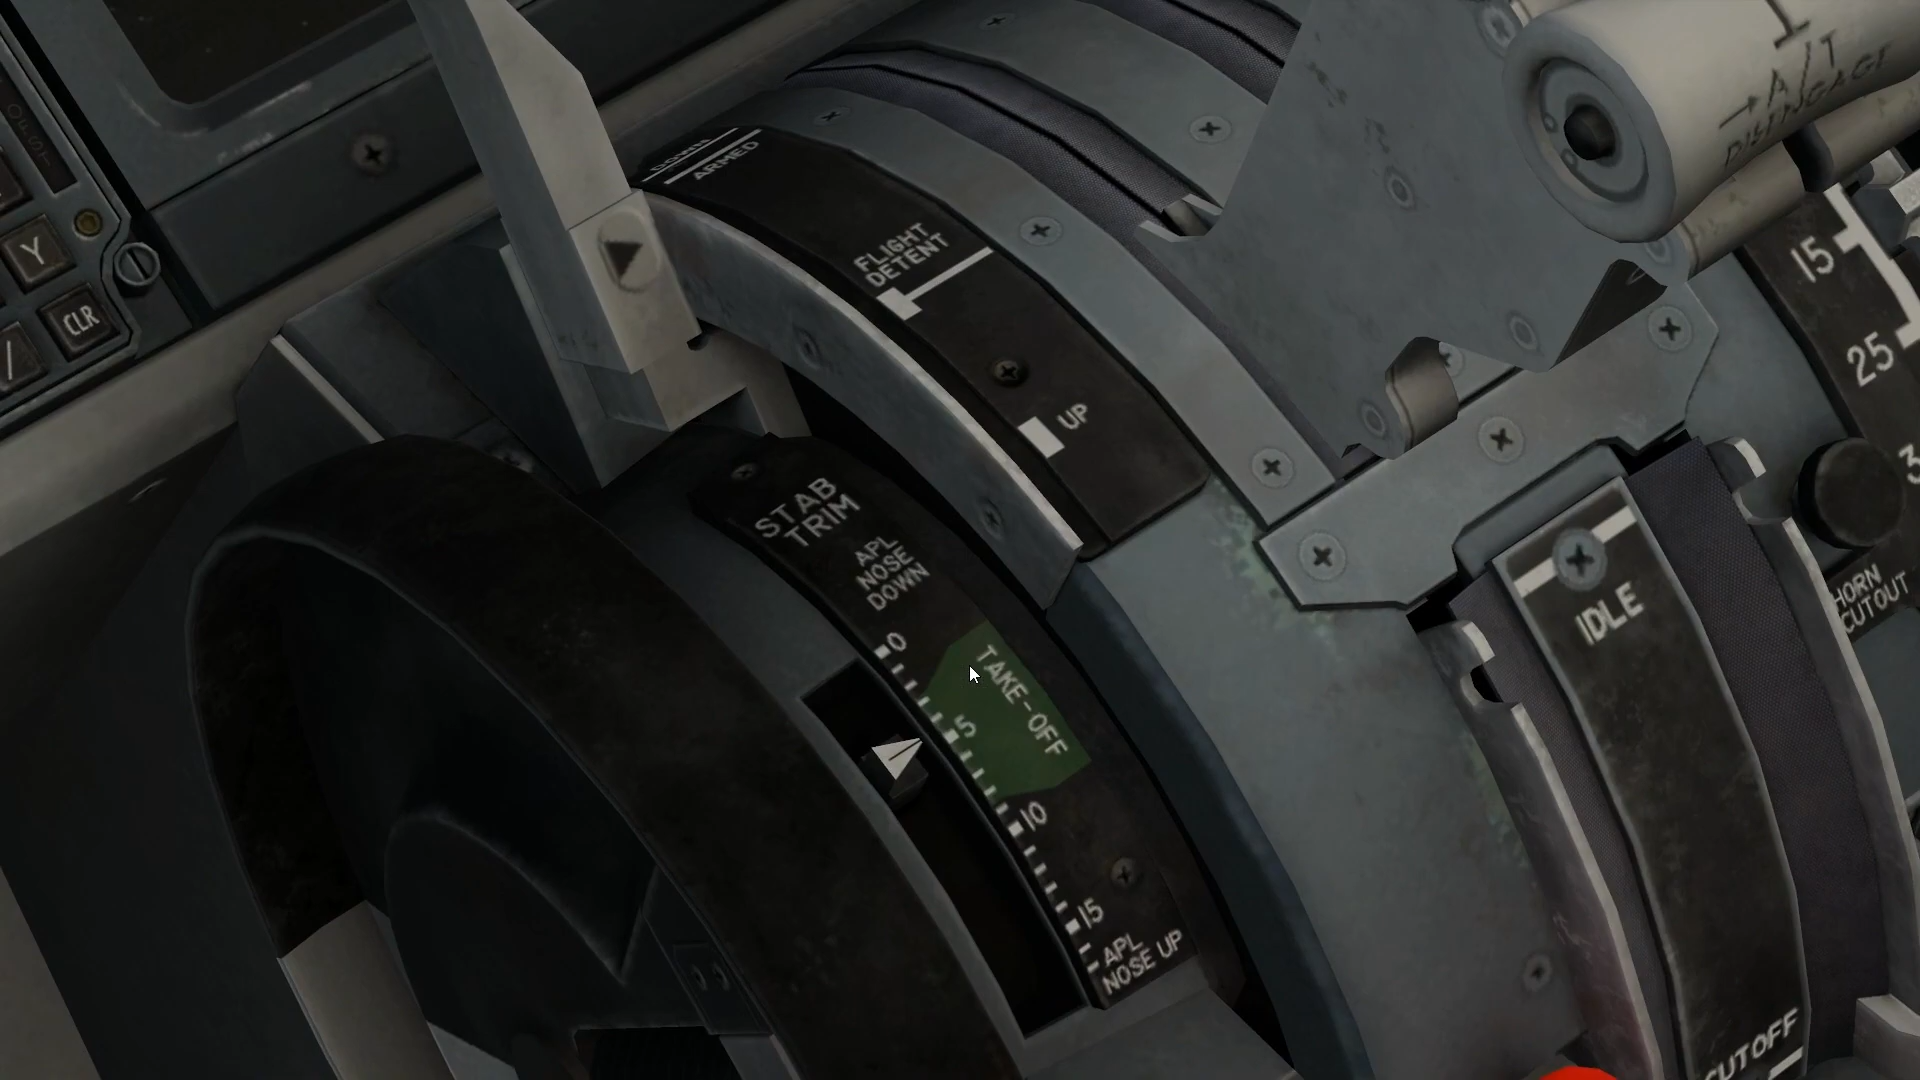 Y
CLR
/
DOWN
ARMED
FLIGHT
DETENT
UP
STAB
TRIM
APL
NOSE
DOWN
0
5
10
15
TAKE-OFF
APL
NOSE UP
A/T
DISENGAGE
15
25
HORN
CUTOUT
IDLE
CUTOFF